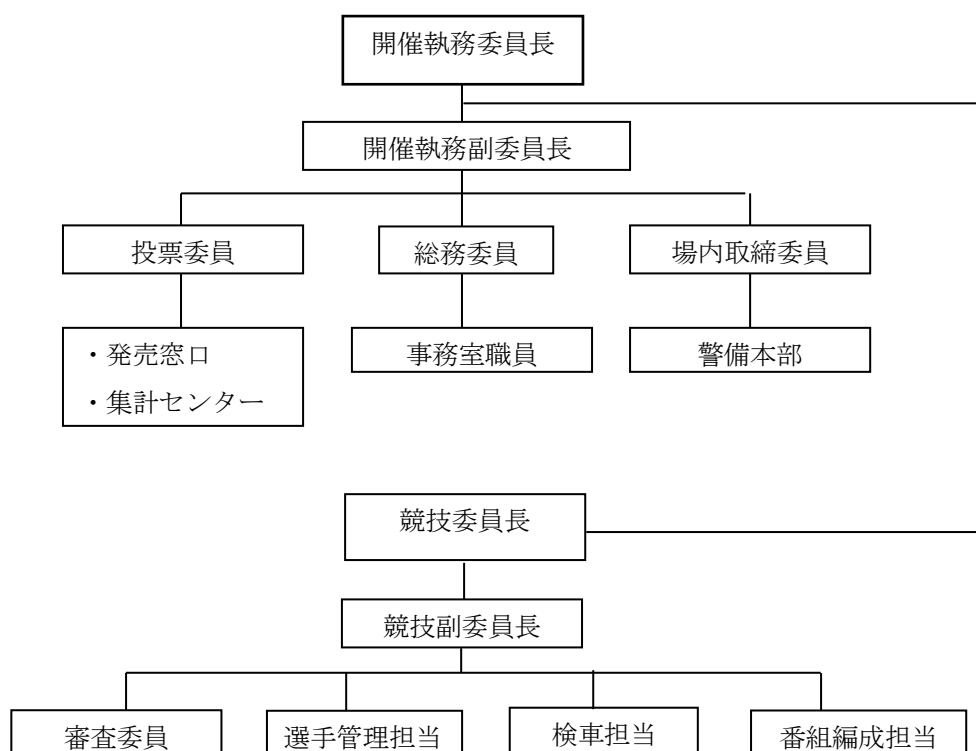 開催執務委員長
開催執務副委員長
投票委員
総務委員
場内取締委員
・発売窓口
・集計センター
事務室職員
警備本部
競技委員長
競技副委員長
審査委員
選手管理担当
検車担当
番組編成担当